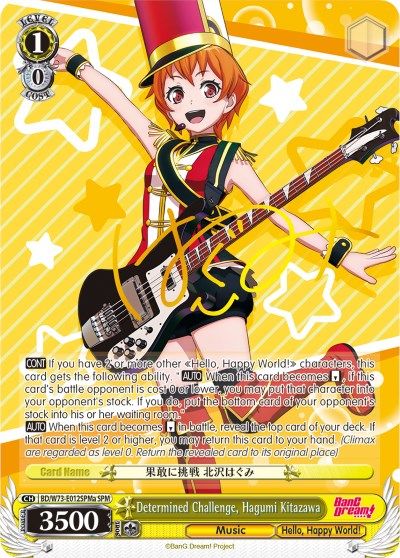 LEVEL
1
0
COST
CONT If you have 2 or more other «Hello, Happy World!» characters, this
card gets the following ability. "AUTO When this card becomes , if this
card's battle opponent is cost 0 or lower, you may put that character into
your opponent's stock. If you do, put the bottom card of your opponent's
stock into his or her waiting room."
AUTO When this card becomes in battle, reveal the top card of your deck. If
that card is level 2 or higher, you may return this card to your hand. (Climax
are regarded as level 0. Return the revealed card to its original place)
Card Name
果敢に挑戦 北沢はぐみ
CH BD/W73-E012SPMa SPM
Determined Challenge, Hagumi Kitazawa
BanG Dream!
POWER
3500
SOUL
Music
Hello, Happy World!
©BanG Dream! Project